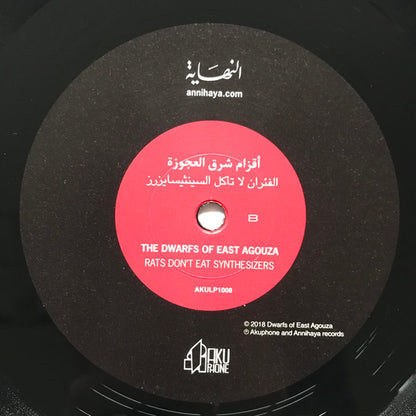 النهاية
annihaya.com
أقزام شرق العجوزة
الفئران لا تاكل السينثيسايزرز
B
THE DWARFS OF EAST AGOUZA
RATS DON'T EAT SYNTHESIZERS
AKULP1008
© 2018 Dwarfs of East Agouza
℗ Akuphone and Annihaya records
AKU
PHONE